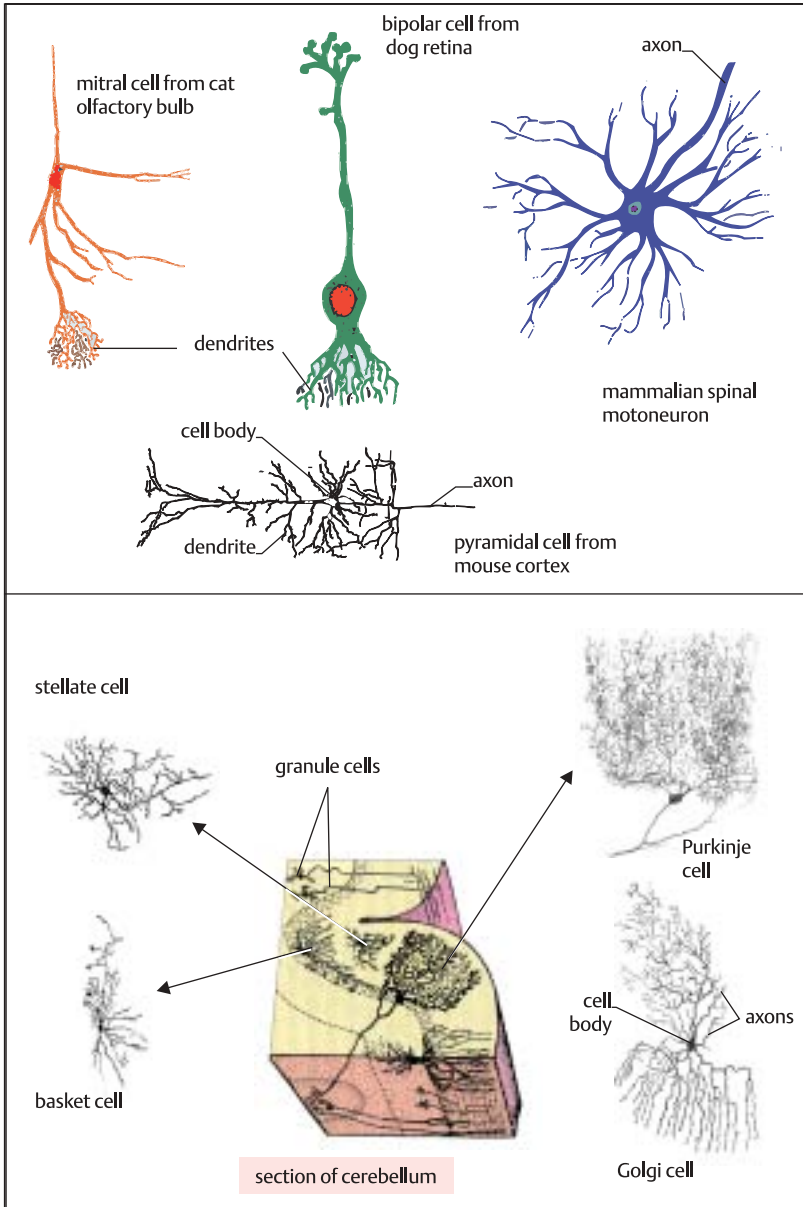 bipolar cell from
dog retina
axon
mitral cell from cat
olfactory bulb
dendrites
mammalian spinal
motoneuron
cell body
axon
dendrite
pyramidal cell from
mouse cortex
stellate cell
granule cells
Purkinje
cell
cell
body
axons
basket cell
section of cerebellum
Golgi cell